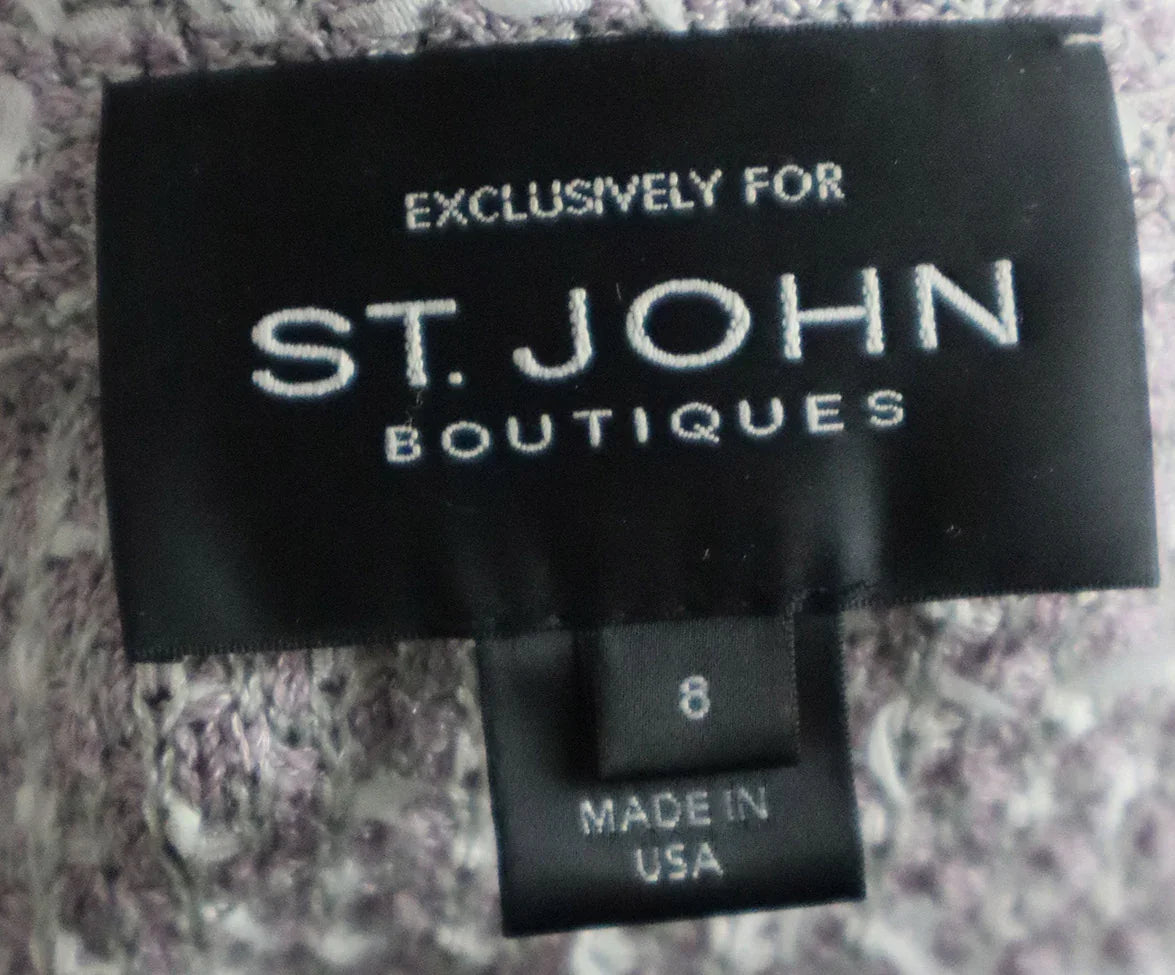 EXCLUSIVELY FOR
ST. JOHN
BOUTIQUES
8
MADE IN
USA